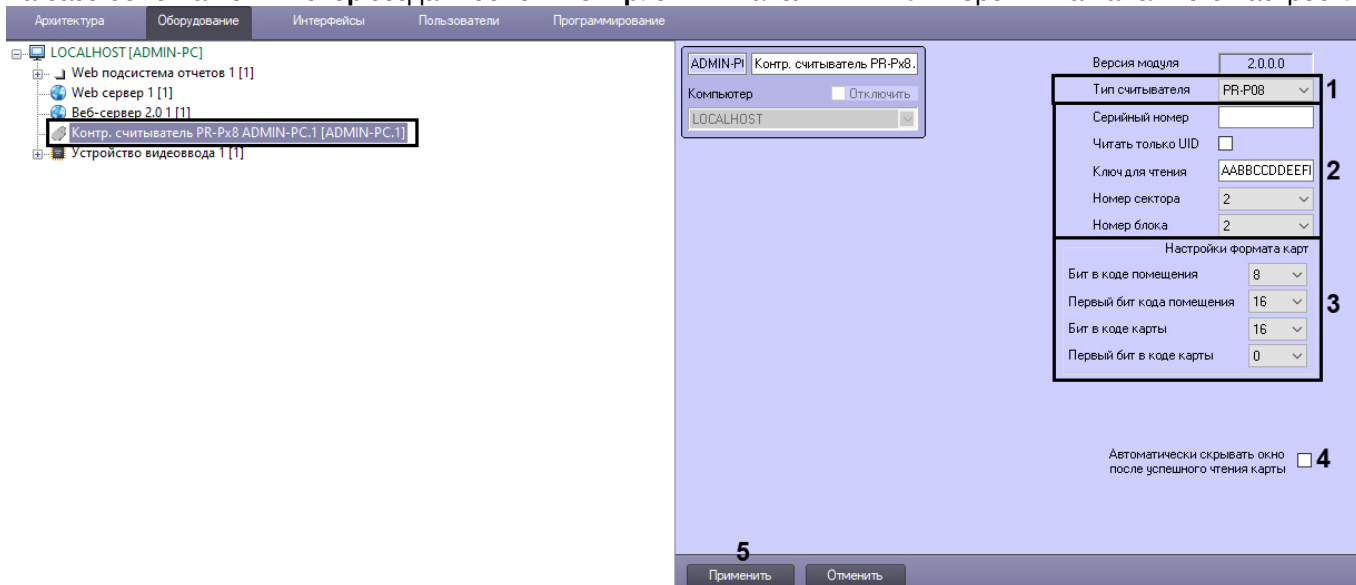 Архитектура Оборудование Интерфейсы Пользователи Программирование
LOCALHOST [ADMIN-PC]
Web подсистема отчетов 1 [1]
Web сервер 1 [1]
Веб-сервер 2.0 1 [1]
Контр. считыватель PR-Px8 ADMIN-PC.1 [ADMIN-PC.1]
Устройство видеоввода 1 [1]
ADMIN-P Контр. считыватель PR-Px8.
Компьютер Отключить
LOCALHOST
Версия модуля 2.0.0.0
Тип считывателя PR-P08 1
Серийный номер
Читать только UID
Ключ для чтения AABBCCDDEEF 2
Номер сектора 2
Номер блока 2
Настройки формата карт
Бит в коде помещения 8
Первый бит кода помещения 16 3
Бит в коде карты 16
Первый бит в коде карты 0
Автоматически скрывать окно
после успешного чтения карты 4
5
Применить Отменить